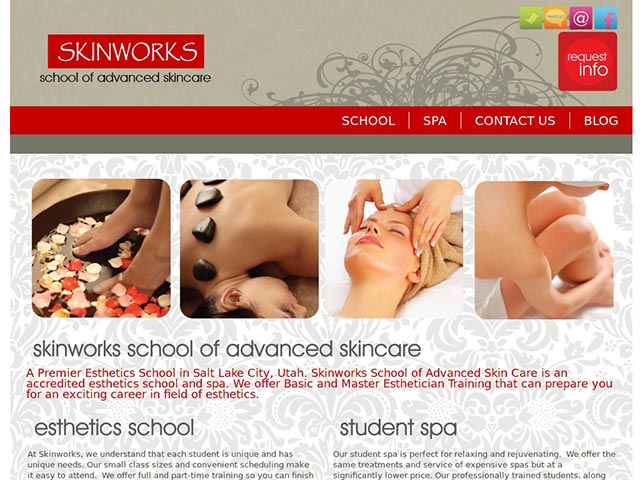 SKINWORKS
school of advanced skincare
request
info
SCHOOL
SPA
CONTACT US
BLOG
skinworks school of advanced skincare
A Premier Esthetics School in Salt Lake City, Utah. Skinworks School of Advanced Skin Care is an
accredited esthetics school and spa. We offer Basic and Master Esthetician Training that can prepare you
for an exciting career in field of esthetics.
esthetics school
At Skinworks, we understand that each student is unique and has
unique needs. Our small class sizes and convenient scheduling make
it easy to attend.  We offer full and part-time training so you can finish
student spa
Our student spa is perfect for relaxing and rejuvenating.  We offer the
same treatments and service of expensive spas but at a
significantly lower price. Our professionally trained students, along